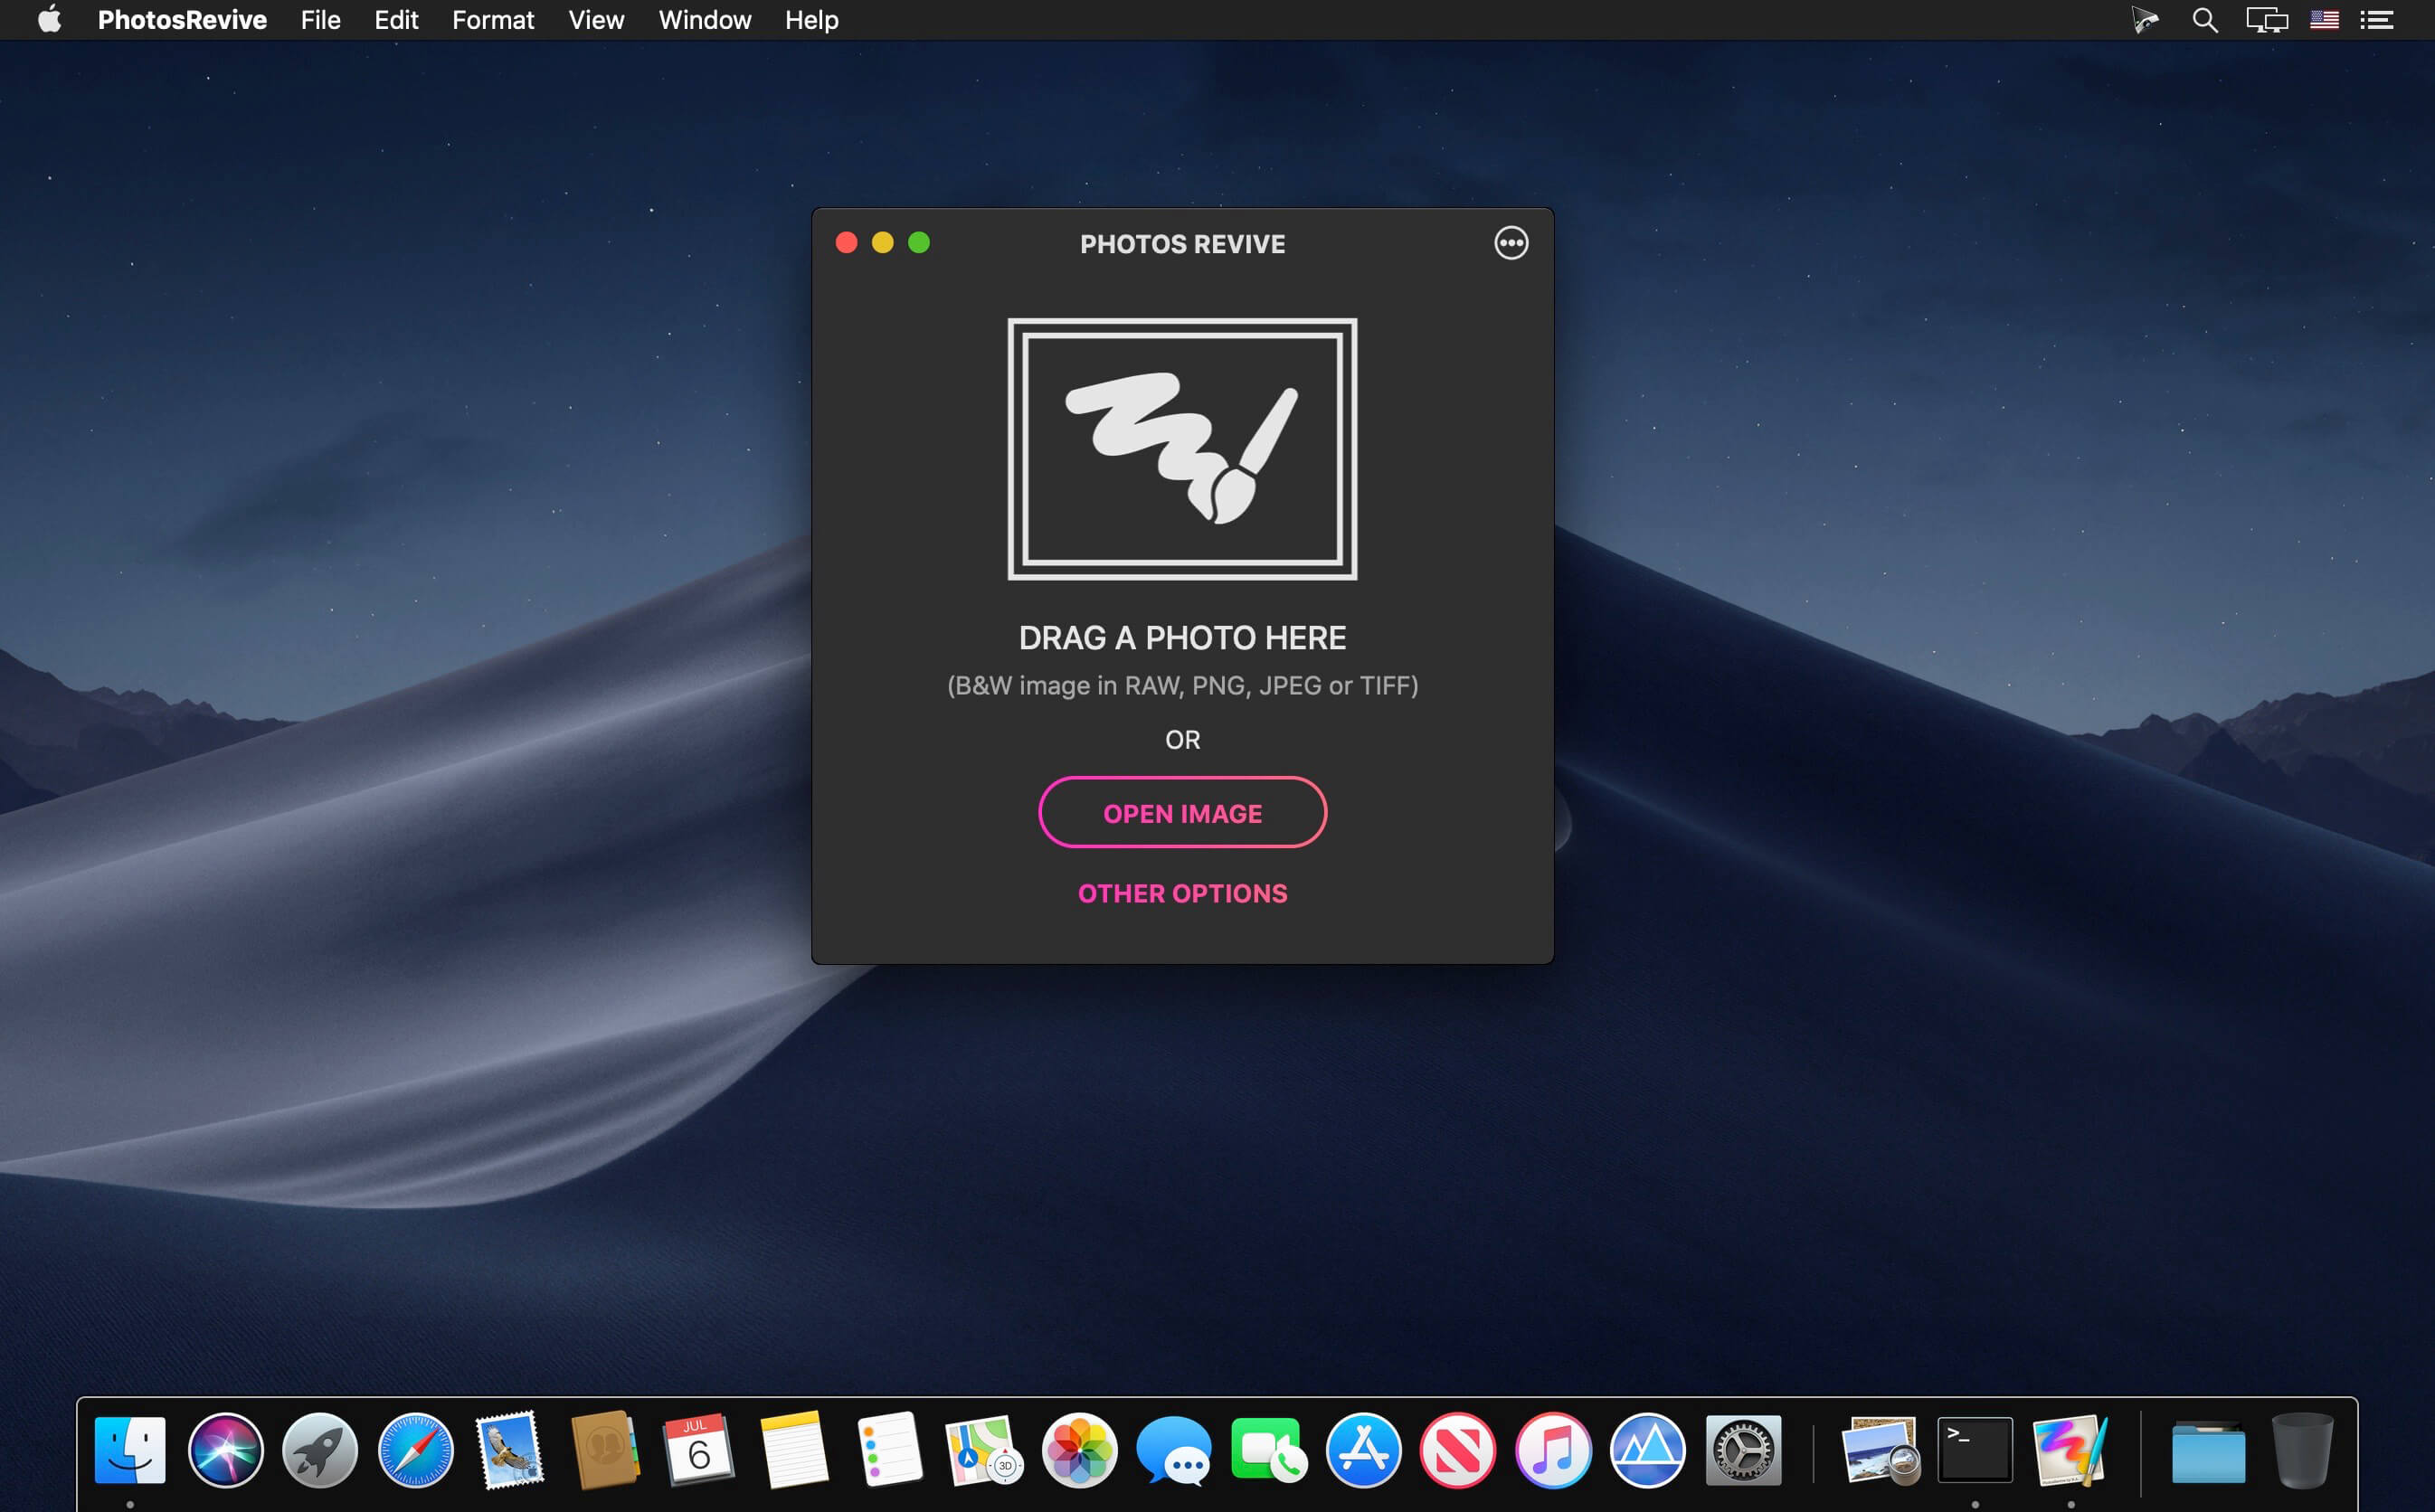 PhotosRevive File Edit Format View Window Help
PHOTOS REVIVE
DRAG A PHOTO HERE
(B&W image in RAW, PNG, JPEG or TIFF)
OR
OPEN IMAGE
OTHER OPTIONS
JUL
6
3D
>_